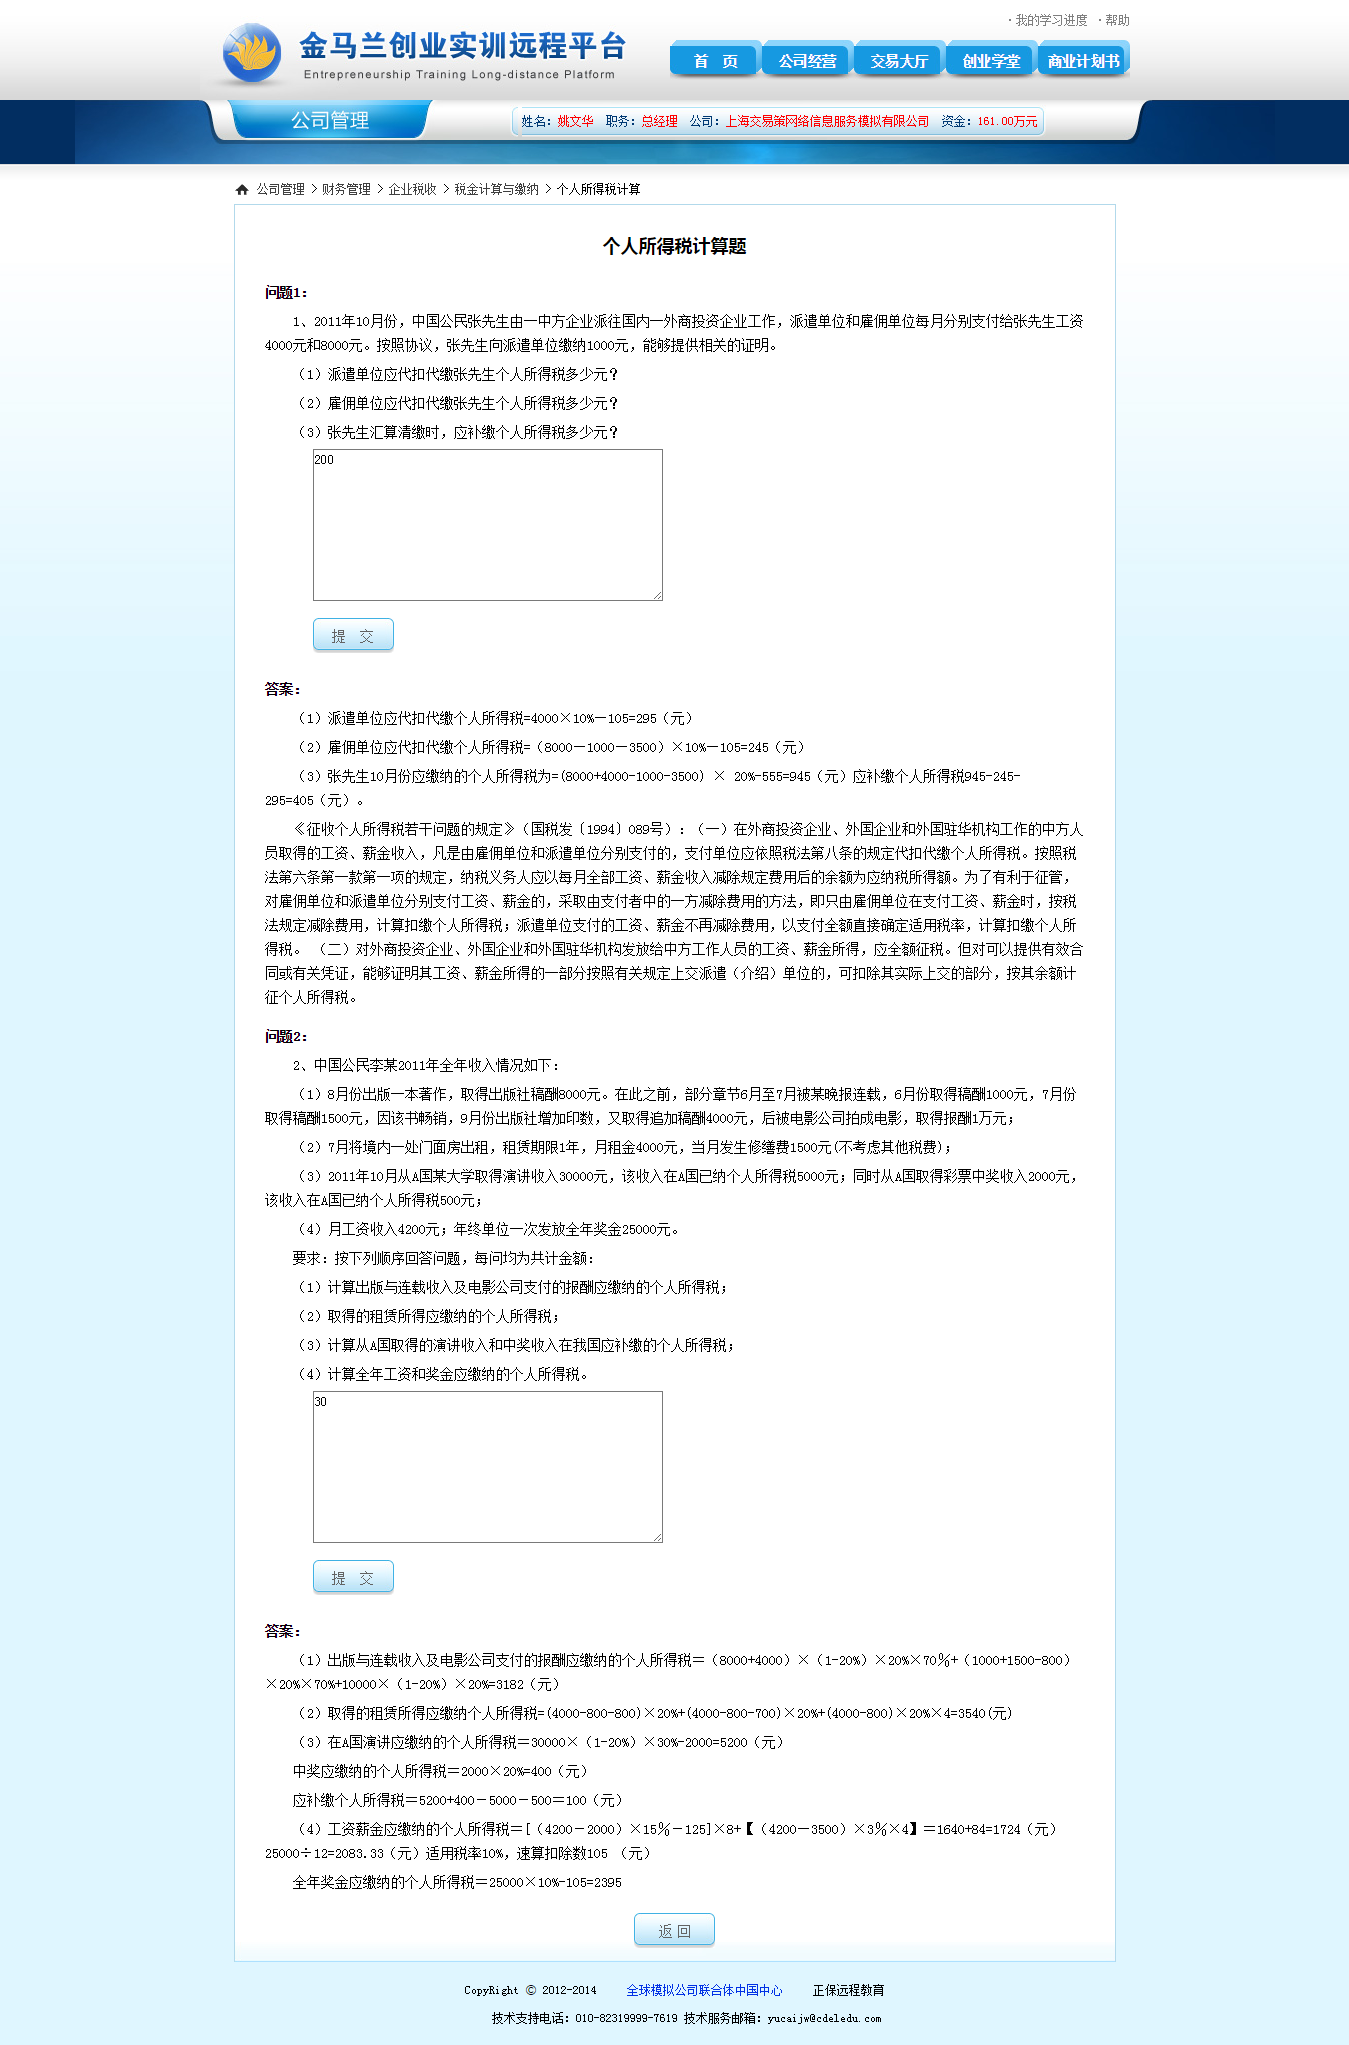 · 我的学习进度 · 帮助
金马兰创业实训远程平台
Entrepreneurship Training Long-distance Platform
首 页 公司经营 交易大厅 创业学堂 商业计划书
公司管理
姓名：姚文华 职务：总经理 公司：上海交易策网络信息服务模拟有限公司 资金：161.00万元
公司管理 > 财务管理 > 企业税收 > 税金计算与缴纳 > 个人所得税计算
个人所得税计算题
问题1：
1、2011年10月份，中国公民张先生由一中方企业派往国内一外商投资企业工作，派遣单位和雇佣单位每月分别支付给张先生工资
4000元和8000元。按照协议，张先生向派遣单位缴纳1000元，能够提供相关的证明。
（1）派遣单位应代扣代缴张先生个人所得税多少元？
（2）雇佣单位应代扣代缴张先生个人所得税多少元？
（3）张先生汇算清缴时，应补缴个人所得税多少元？
200
提 交
答案：
（1）派遣单位应代扣代缴个人所得税=4000×10%－105=295（元）
（2）雇佣单位应代扣代缴个人所得税=（8000－1000－3500）×10%－105=245（元）
（3）张先生10月份应缴纳的个人所得税为=(8000+4000-1000-3500) × 20%-555=945（元）应补缴个人所得税945-245-
295=405（元）。
《征收个人所得税若干问题的规定》（国税发〔1994〕089号）：（一）在外商投资企业、外国企业和外国驻华机构工作的中方人
员取得的工资、薪金收入，凡是由雇佣单位和派遣单位分别支付的，支付单位应依照税法第八条的规定代扣代缴个人所得税。按照税
法第六条第一款第一项的规定，纳税义务人应以每月全部工资、薪金收入减除规定费用后的余额为应纳税所得额。为了有利于征管，
对雇佣单位和派遣单位分别支付工资、薪金的，采取由支付者中的一方减除费用的方法，即只由雇佣单位在支付工资、薪金时，按税
法规定减除费用，计算扣缴个人所得税；派遣单位支付的工资、薪金不再减除费用，以支付全额直接确定适用税率，计算扣缴个人所
得税。 （二）对外商投资企业、外国企业和外国驻华机构发放给中方工作人员的工资、薪金所得，应全额征税。但对可以提供有效合
同或有关凭证，能够证明其工资、薪金所得的一部分按照有关规定上交派遣（介绍）单位的，可扣除其实际上交的部分，按其余额计
征个人所得税。
问题2：
2、中国公民李某2011年全年收入情况如下：
（1）8月份出版一本著作，取得出版社稿酬8000元。在此之前，部分章节6月至7月被某晚报连载，6月份取得稿酬1000元，7月份
取得稿酬1500元，因该书畅销，9月份出版社增加印数，又取得追加稿酬4000元，后被电影公司拍成电影，取得报酬1万元；
（2）7月将境内一处门面房出租，租赁期限1年，月租金4000元，当月发生修缮费1500元(不考虑其他税费)；
（3）2011年10月从A国某大学取得演讲收入30000元，该收入在A国已纳个人所得税5000元；同时从A国取得彩票中奖收入2000元，
该收入在A国已纳个人所得税500元；
（4）月工资收入4200元；年终单位一次发放全年奖金25000元。
要求：按下列顺序回答问题，每问均为共计金额：
（1）计算出版与连载收入及电影公司支付的报酬应缴纳的个人所得税；
（2）取得的租赁所得应缴纳的个人所得税；
（3）计算从A国取得的演讲收入和中奖收入在我国应补缴的个人所得税；
（4）计算全年工资和奖金应缴纳的个人所得税。
30
提 交
答案：
（1）出版与连载收入及电影公司支付的报酬应缴纳的个人所得税＝（8000+4000）×（1-20%）×20%×70％+（1000+1500-800）
×20%×70%+10000×（1-20%）×20%=3182（元）
（2）取得的租赁所得应缴纳个人所得税=(4000-800-800)×20%+(4000-800-700)×20%+(4000-800)×20%×4=3540(元)
（3）在A国演讲应缴纳的个人所得税＝30000×（1-20%）×30%-2000=5200（元）
中奖应缴纳的个人所得税＝2000×20%=400（元）
应补缴个人所得税＝5200+400－5000－500＝100（元）
（4）工资薪金应缴纳的个人所得税＝[（4200－2000）×15％－125]×8+【（4200－3500）×3％×4】＝1640+84=1724（元）
25000÷12=2083.33（元）适用税率10%，速算扣除数105 （元）
全年奖金应缴纳的个人所得税＝25000×10%-105=2395
返 回
CopyRight © 2012-2014 全球模拟公司联合体中国中心 正保远程教育
技术支持电话：010-82319999-7619 技术服务邮箱：yucaijw@cdeledu.com